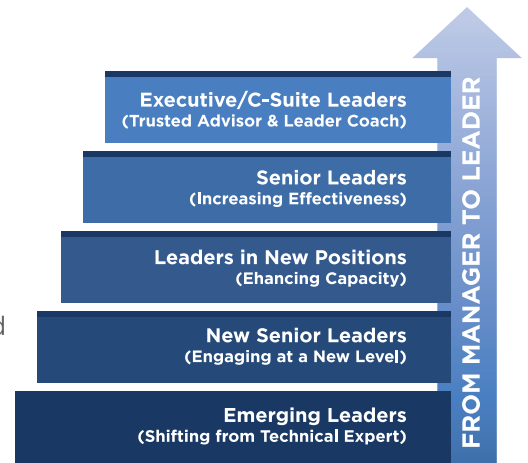 Executive/C-Suite Leaders
(Trusted Advisor & Leader Coach)
Senior Leaders
(Increasing Effectiveness)
Leaders in New Positions
(Ehancing Capacity)
New Senior Leaders
(Engaging at a New Level)
Emerging Leaders
(Shifting from Technical Expert)
FROM MANAGER TO LEADER